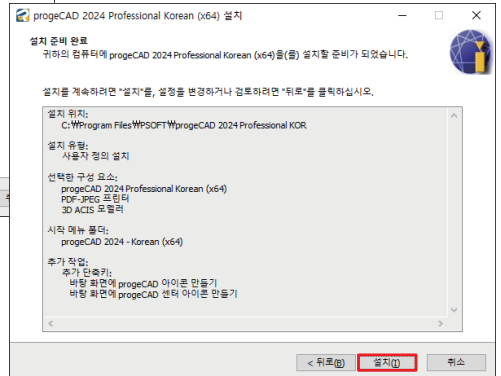 progeCAD 2024 Professional Korean (x64) 설치
설치 준비 완료
귀하의 컴퓨터에 progeCAD 2024 Professional Korean (x64)을(를) 설치할 준비가 되었습니다.
설치를 계속하려면 "설치"를, 설정을 변경하거나 검토하려면 "뒤로"를 클릭하십시오.
설치 위치:
C:₩Program Files₩PSOFT₩progeCAD 2024 Professional KOR
설치 유형:
사용자 정의 설치
선택한 구성 요소:
progeCAD 2024 Professional Korean (x64)
PDF-JPEG 프린터
3D ACIS 모델러
시작 메뉴 폴더:
progeCAD 2024 - Korean (x64)
추가 작업:
추가 단축키:
바탕 화면에 progeCAD 아이콘 만들기
바탕 화면에 progeCAD 센터 아이콘 만들기
< 뒤로(B) 설치(I) 취소